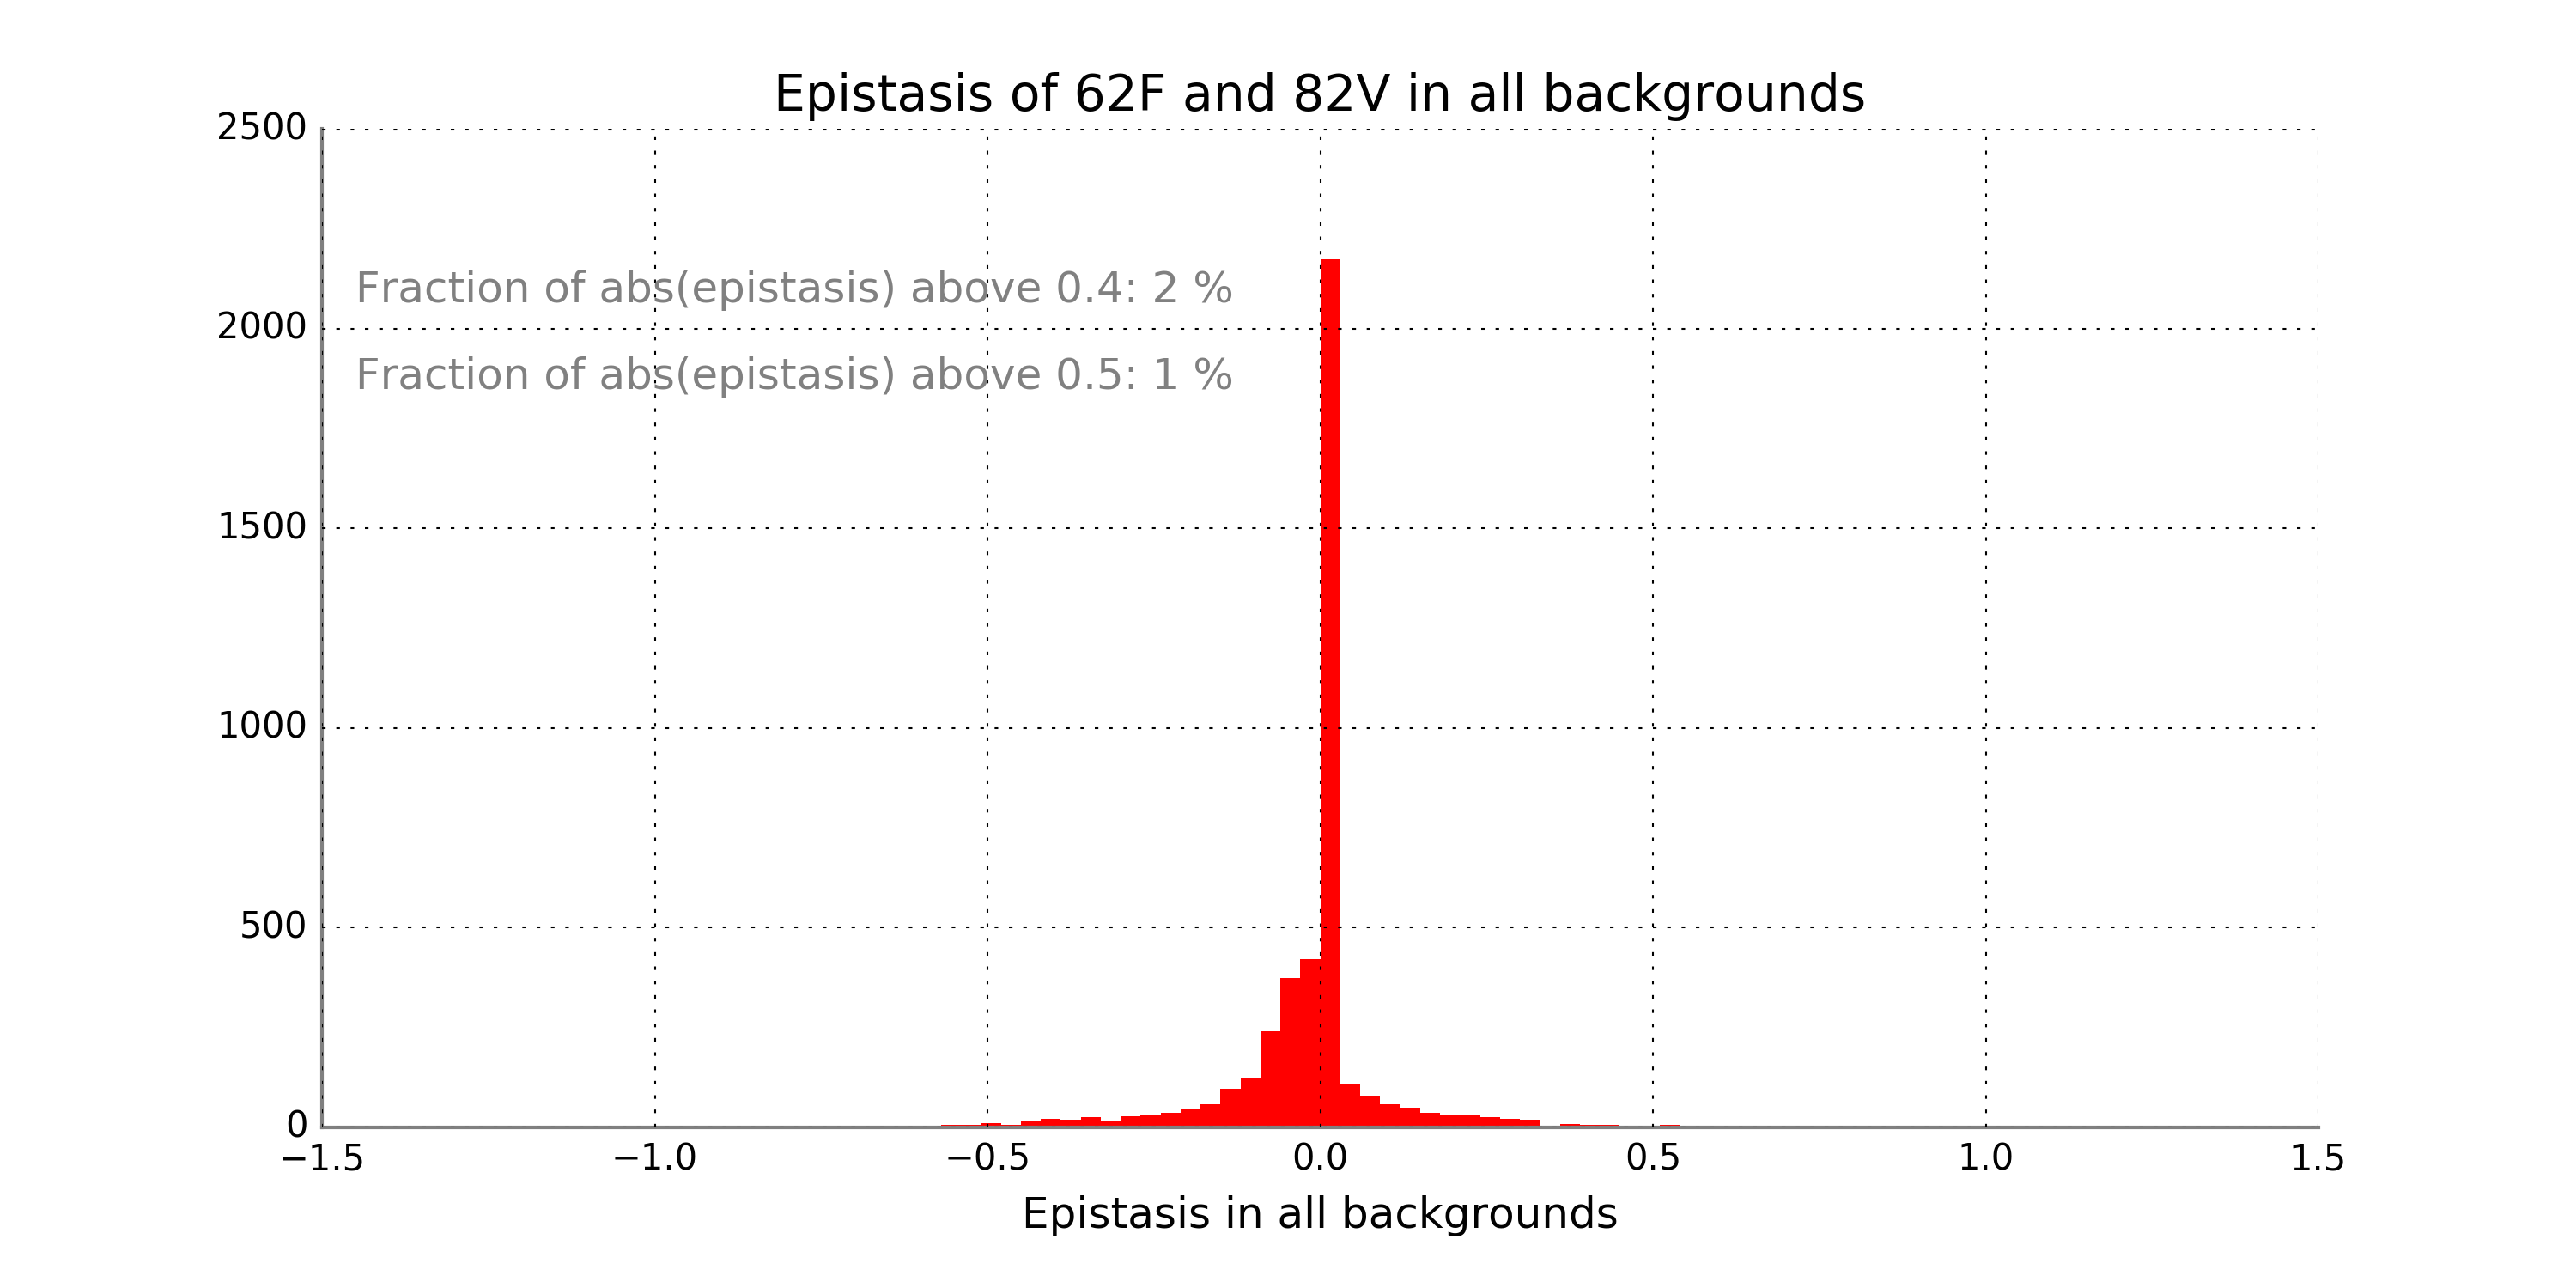 Epistasis of 62F and 82V in all backgrounds
2500
Fraction of abs(epistasis) above 0.4: 2 %
2000
Fraction of abs(epistasis) above 0.5: 1 %
1500
1000
500
0
−1.5 −1.0 −0.5 0.0 0.5 1.0 1.5
Epistasis in all backgrounds